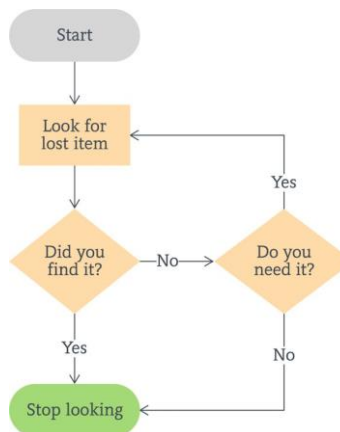 Start
Look for
lost item
Yes
Did you
find it?
No
Do you
need it?
Yes
No
Stop looking